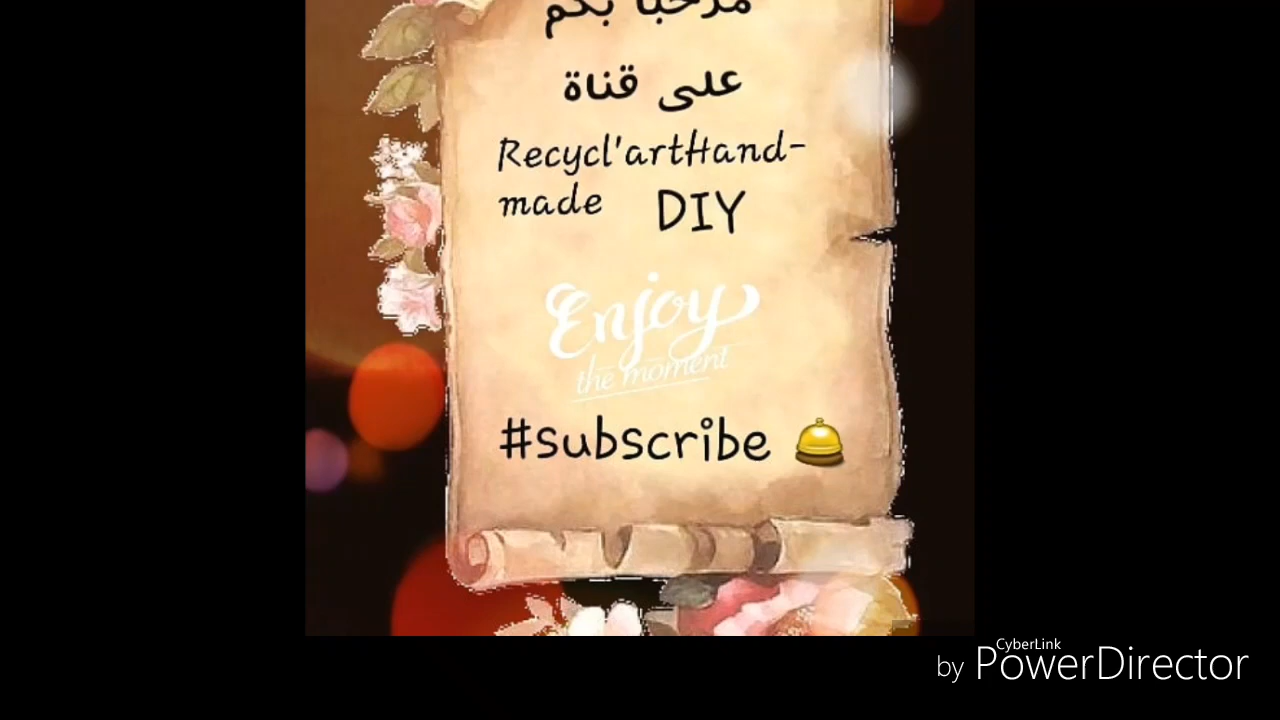 مرحبا بكم
على قناة
Recycl'artHand-
made DIY
Enjoy
the moment
#subscribe
CyberLink
by PowerDirector